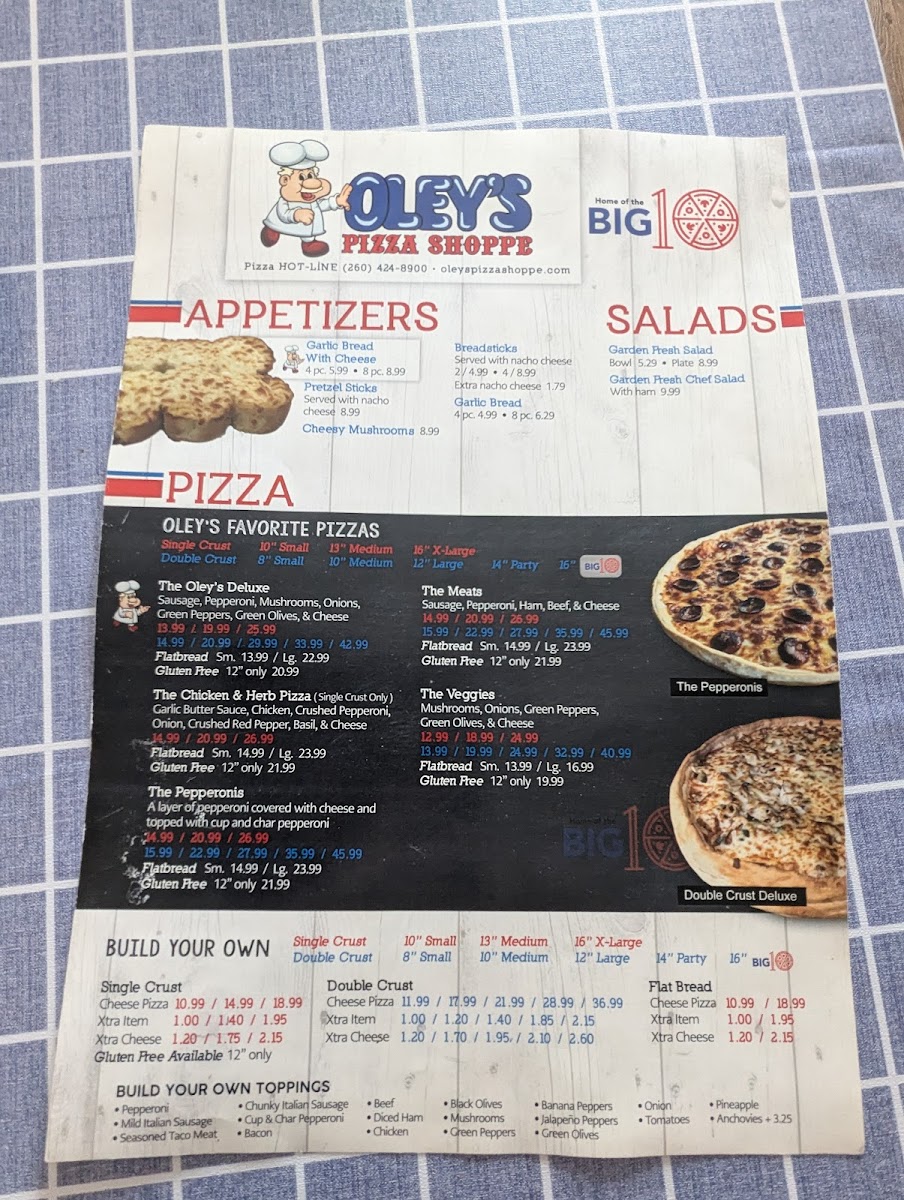 OLEY'S
PIZZA SHOPPE
Pizza HOT-LINE (260) 424-8900 • oleyspizzashoppe.com
Home of the
BIG 10
APPETIZERS
Garlic Bread
With Cheese
4 pc. 5.99 • 8 pc. 8.99
Pretzel Sticks
Served with nacho
cheese 8.99
Cheesy Mushrooms 8.99
Breadsticks
Served with nacho cheese
2 / 4.99 • 4 / 8.99
Extra nacho cheese 1.79
Garlic Bread
4 pc. 4.99 • 8 pc. 6.29
SALADS
Garden Fresh Salad
Bowl 5.29 • Plate 8.99
Garden Fresh Chef Salad
With ham 9.99
PIZZA
OLEY'S FAVORITE PIZZAS
Single Crust 10" Small 13" Medium 16" X-Large
Double Crust 8" Small 10" Medium 12" Large 14" Party 16" BIG 10
The Oley's Deluxe
Sausage, Pepperoni, Mushrooms, Onions,
Green Peppers, Green Olives, & Cheese
13.99 / 19.99 / 25.99
14.99 / 20.99 / 29.99 / 33.99 / 42.99
Flatbread Sm. 13.99 / Lg. 22.99
Gluten Free 12" only 20.99
The Chicken & Herb Pizza (Single Crust Only)
Garlic Butter Sauce, Chicken, Crushed Pepperoni,
Onion, Crushed Red Pepper, Basil, & Cheese
14.99 / 20.99 / 26.99
Flatbread Sm. 14.99 / Lg. 23.99
Gluten Free 12" only 21.99
The Pepperonis
A layer of pepperoni covered with cheese and
topped with cup and char pepperoni
14.99 / 20.99 / 26.99
15.99 / 22.99 / 27.99 / 35.99 / 45.99
Flatbread Sm. 14.99 / Lg. 23.99
Gluten Free 12" only 21.99
The Meats
Sausage, Pepperoni, Ham, Beef, & Cheese
14.99 / 20.99 / 26.99
15.99 / 22.99 / 27.99 / 35.99 / 45.99
Flatbread Sm. 14.99 / Lg. 23.99
Gluten Free 12" only 21.99
The Veggies
Mushrooms, Onions, Green Peppers,
Green Olives, & Cheese
12.99 / 18.99 / 24.99
13.99 / 19.99 / 24.99 / 32.99 / 40.99
Flatbread Sm. 13.99 / Lg. 16.99
Gluten Free 12" only 19.99
The Pepperonis
Home of the
BIG 10
Double Crust Deluxe
BUILD YOUR OWN
Single Crust 10" Small 13" Medium 16" X-Large
Double Crust 8" Small 10" Medium 12" Large 14" Party 16" BIG 10
Single Crust
Cheese Pizza 10.99 / 14.99 / 18.99
Xtra Item 1.00 / 1.40 / 1.95
Xtra Cheese 1.20 / 1.75 / 2.15
Gluten Free Available 12" only
Double Crust
Cheese Pizza 11.99 / 17.99 / 21.99 / 28.99 / 36.99
Xtra Item 1.00 / 1.20 / 1.40 / 1.85 / 2.15
Xtra Cheese 1.20 / 1.70 / 1.95 / 2.10 / 2.60
Flat Bread
Cheese Pizza 10.99 / 18.99
Xtra Item 1.00 / 1.95
Xtra Cheese 1.20 / 2.15
BUILD YOUR OWN TOPPINGS
• Pepperoni
• Mild Italian Sausage
• Seasoned Taco Meat
• Chunky Italian Sausage
• Cup & Char Pepperoni
• Bacon
• Beef
• Diced Ham
• Chicken
• Black Olives
• Mushrooms
• Green Peppers
• Banana Peppers
• Jalapeño Peppers
• Green Olives
• Onion
• Tomatoes
• Pineapple
• Anchovies + 3.25